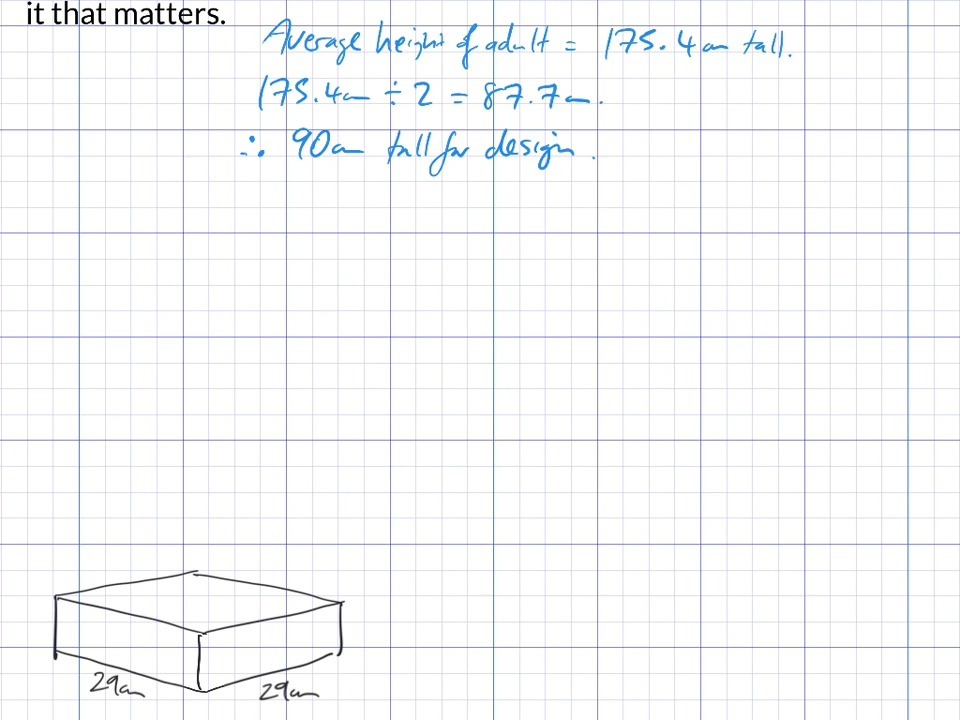 it that matters.
Average height of adult = 175.4cm tall.
175.4cm ÷ 2 = 87.7cm.
∴ 90cm tall for design.
29cm 29cm